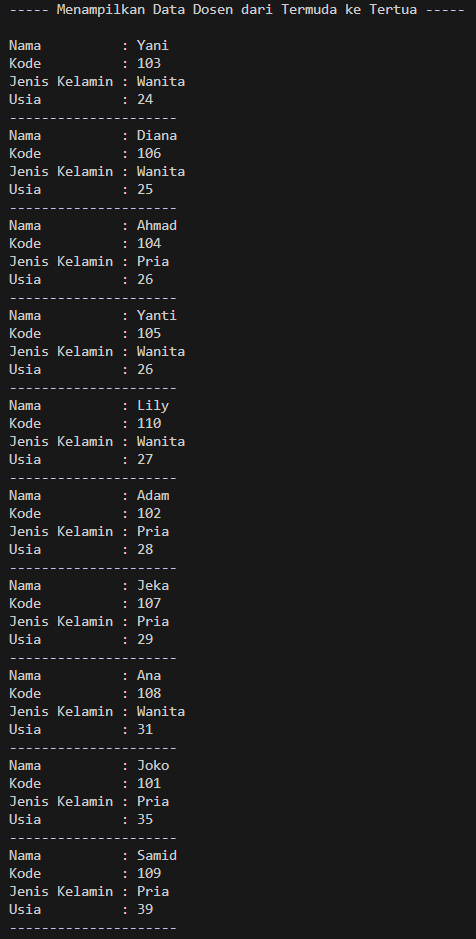 ----- Menampilkan Data Dosen dari Termuda ke Tertua -----
Nama          : Yani
Kode          : 103
Jenis Kelamin : Wanita
Usia          : 24
---------------------
Nama          : Diana
Kode          : 106
Jenis Kelamin : Wanita
Usia          : 25
---------------------
Nama          : Ahmad
Kode          : 104
Jenis Kelamin : Pria
Usia          : 26
---------------------
Nama          : Yanti
Kode          : 105
Jenis Kelamin : Wanita
Usia          : 26
---------------------
Nama          : Lily
Kode          : 110
Jenis Kelamin : Wanita
Usia          : 27
---------------------
Nama          : Adam
Kode          : 102
Jenis Kelamin : Pria
Usia          : 28
---------------------
Nama          : Jeka
Kode          : 107
Jenis Kelamin : Pria
Usia          : 29
---------------------
Nama          : Ana
Kode          : 108
Jenis Kelamin : Wanita
Usia          : 31
---------------------
Nama          : Joko
Kode          : 101
Jenis Kelamin : Pria
Usia          : 35
---------------------
Nama          : Samid
Kode          : 109
Jenis Kelamin : Pria
Usia          : 39
---------------------